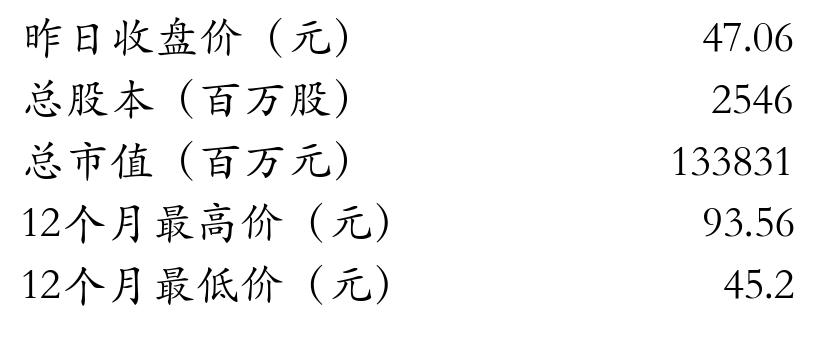 昨日收盘价（元） 47.06
总股本（百万股） 2546
总市值（百万元） 133831
12个月最高价（元） 93.56
12个月最低价（元） 45.2